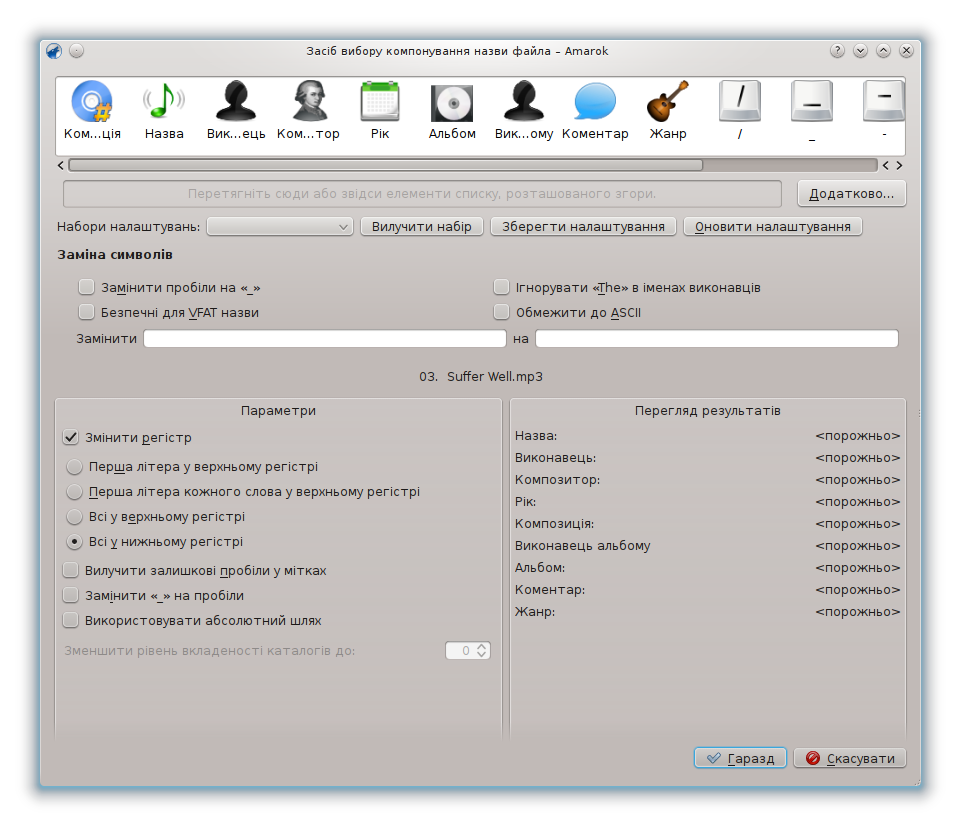 Засіб вибору компонування назви файла – Amarok
Ком...ція Назва Вик...ець Ком...тор Рік Альбом Вик...ому Коментар Жанр / _ -
Перетягніть сюди або звідси елементи списку, розташованого згори.
Додатково...
Набори налаштувань: Вилучити набір Зберегти налаштування Оновити налаштування
Заміна символів
Замінити пробіли на «_» Ігнорувати «The» в іменах виконавців
Безпечні для VFAT назви Обмежити до ASCII
Замінити на
03. Suffer Well.mp3
Параметри
Змінити регістр
Перша літера у верхньому регістрі
Перша літера кожного слова у верхньому регістрі
Всі у верхньому регістрі
Всі у нижньому регістрі
Вилучити залишкові пробіли у мітках
Замінити «_» на пробіли
Використовувати абсолютний шлях
Зменшити рівень вкладеності каталогів до: 0
Перегляд результатів
Назва: <порожньо>
Виконавець: <порожньо>
Композитор: <порожньо>
Рік: <порожньо>
Композиція: <порожньо>
Виконавець альбому <порожньо>
Альбом: <порожньо>
Коментар: <порожньо>
Жанр: <порожньо>
Гаразд Скасувати